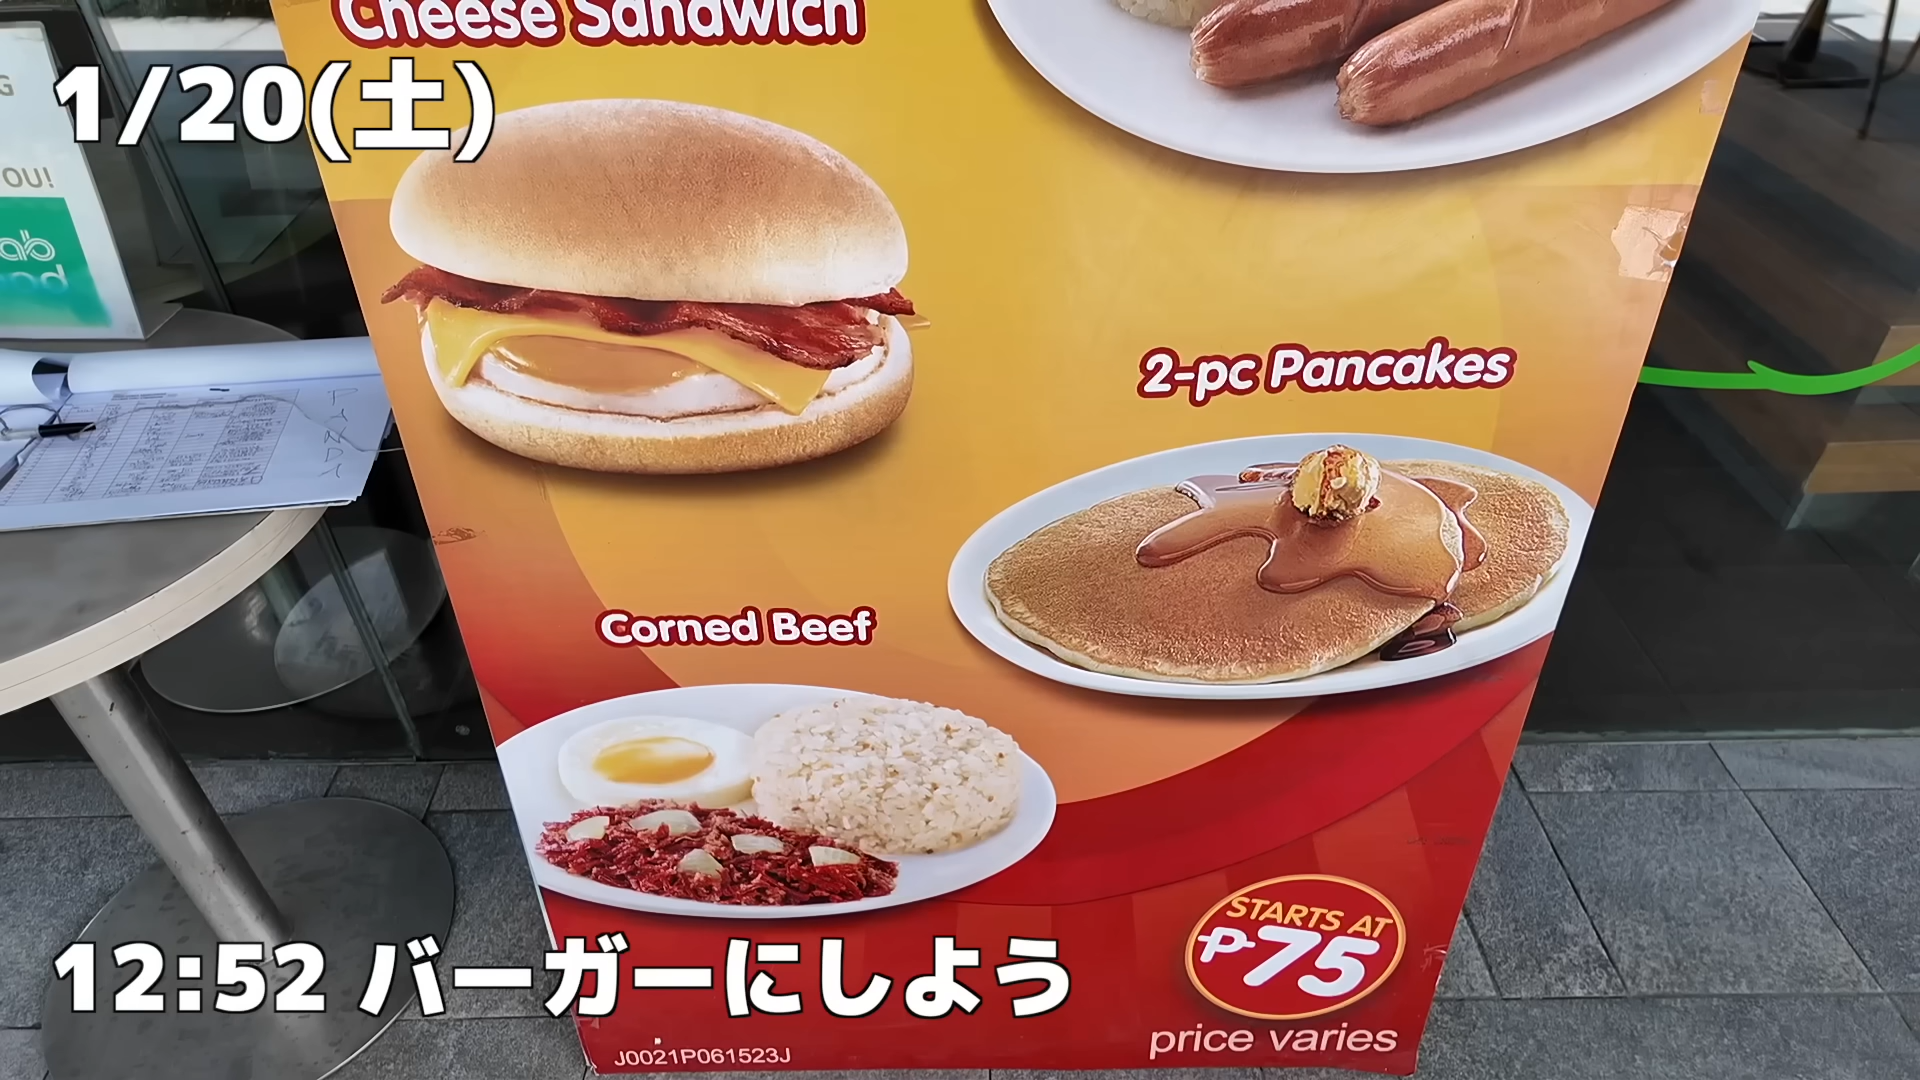 Cheese Sandwich
1/20(土)
OU!
2-pc Pancakes
Corned Beef
STARTS AT
₱75
12:52 バーガーにしよう
price varies
J0021P061523J